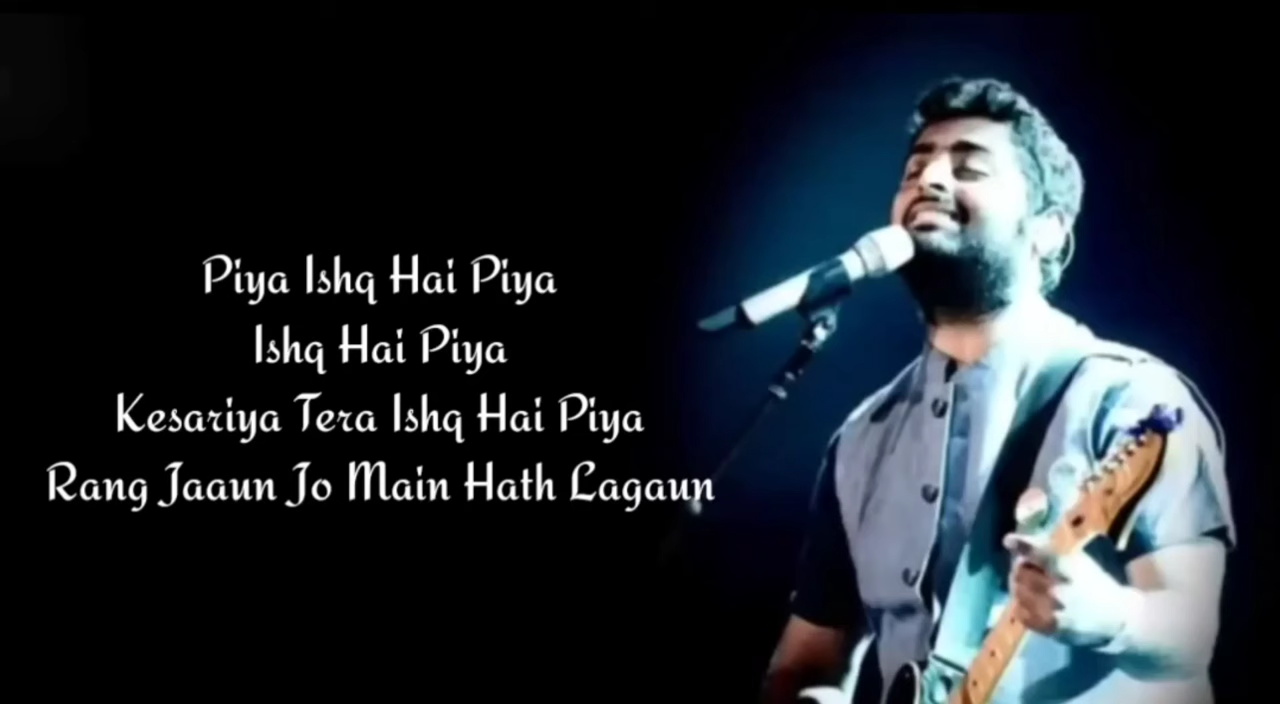 Piya Ishq Hai Piya
Ishq Hai Piya
Kesariya Tera Ishq Hai Piya
Rang Jaaun Jo Main Hath Lagaun